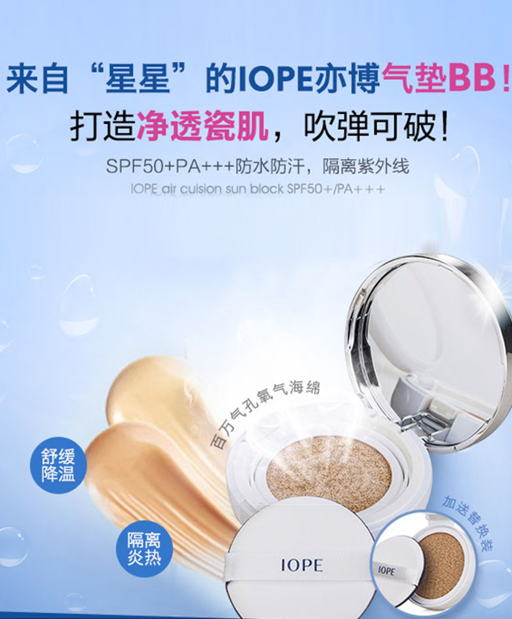 来自“星星”的IOPE亦博气垫BB!
打造净透瓷肌，吹弹可破!
SPF50+PA+++防水防汗，隔离紫外线
IOPE air cuision sun block SPF50+/PA+++
百万气孔氧气海绵
舒缓
降温
隔离
炎热
加送替换装
IOPE
IOPE